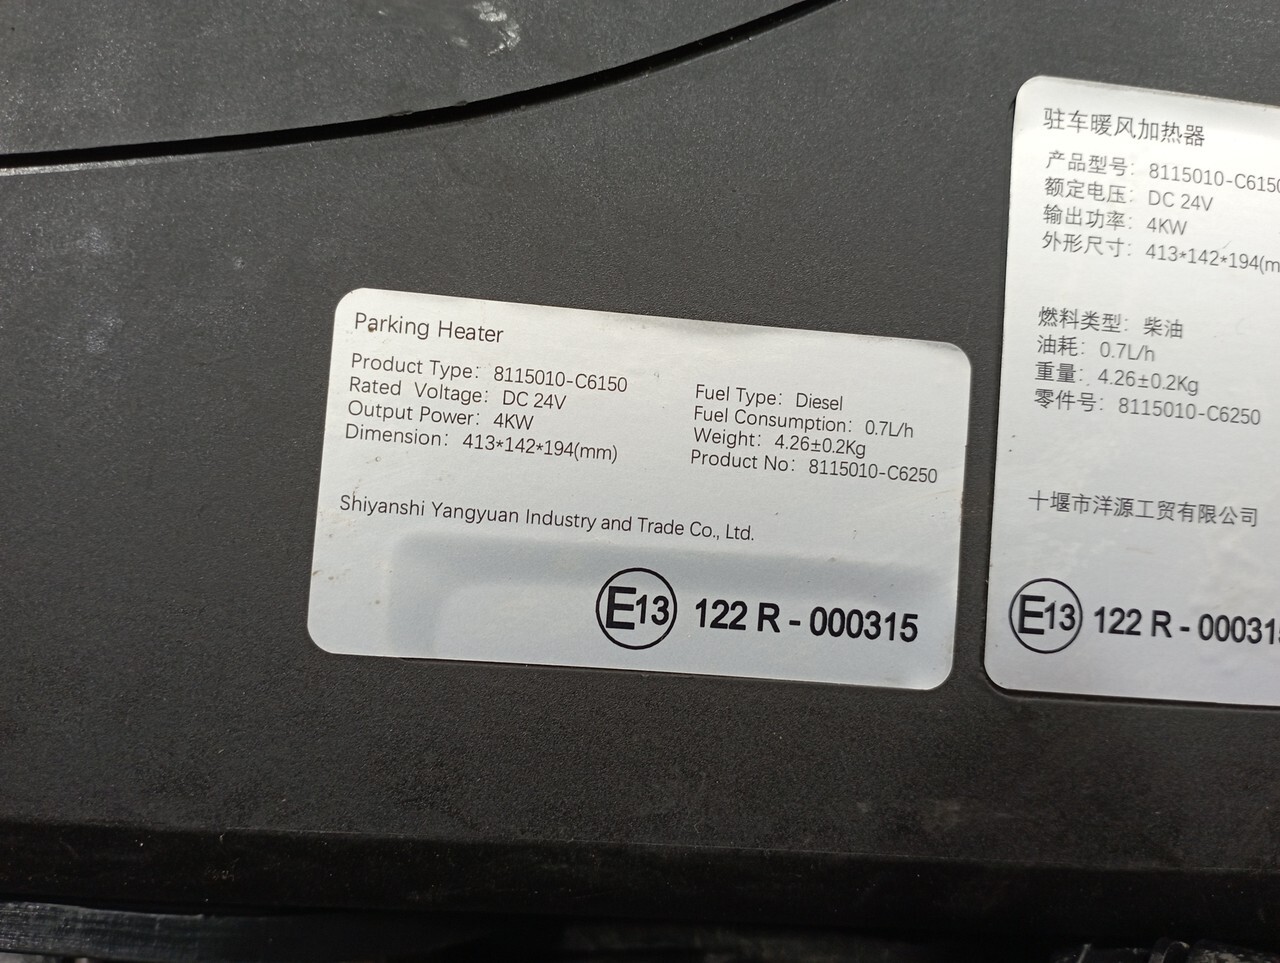 Parking Heater
Product Type: 8115010-C6150
Rated Voltage: DC 24V
Output Power: 4KW
Dimension: 413*142*194(mm)
Fuel Type: Diesel
Fuel Consumption: 0.7L/h
Weight: 4.26±0.2Kg
Product No: 8115010-C6250
Shiyanshi Yangyuan Industry and Trade Co., Ltd.
E13 122 R - 000315
驻车暖风加热器
产品型号: 8115010-C6150
额定电压: DC 24V
输出功率: 4KW
外形尺寸: 413*142*194(m
燃料类型: 柴油
油耗: 0.7L/h
重量: 4.26±0.2Kg
零件号: 8115010-C6250
十堰市洋源工贸有限公司
E13 122 R - 000315